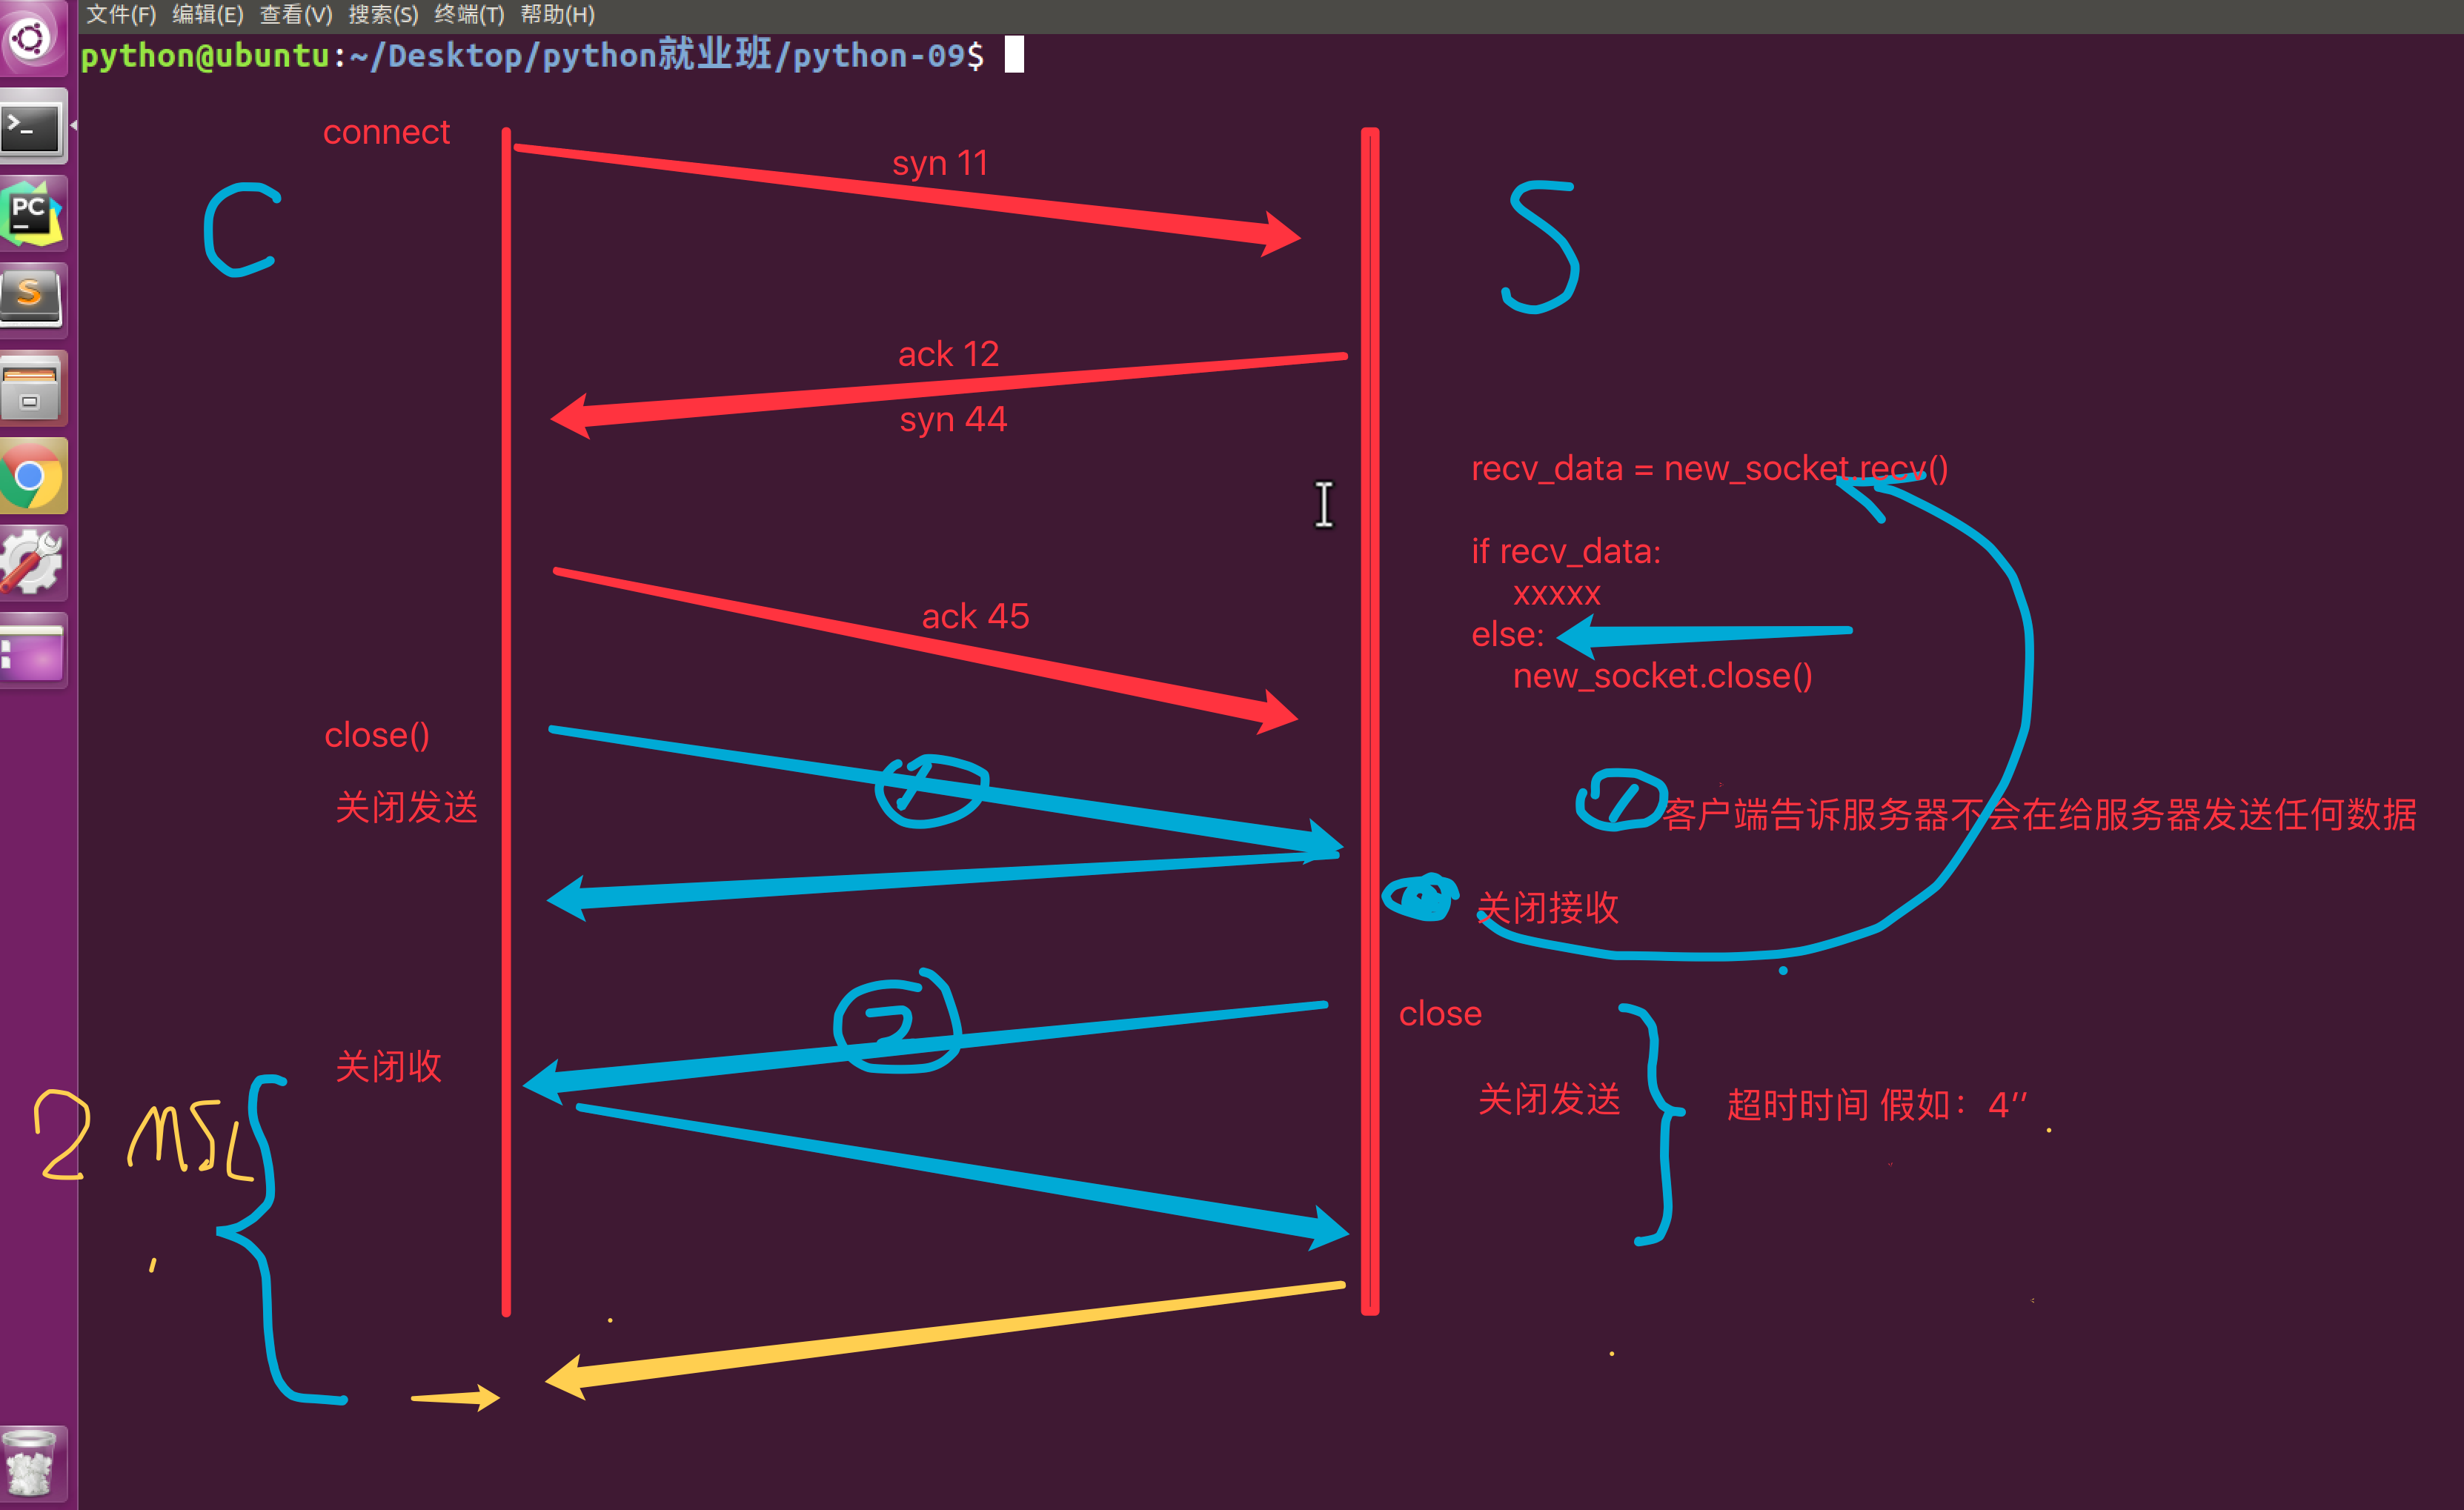 文件(F) 编辑(E) 查看(V) 搜索(S) 终端(T) 帮助(H)
python@ubuntu:~/Desktop/python就业班/python-09$
connect
syn 11
C
S
ack 12
syn 44
recv_data = new_socket.recv()
if recv_data:
xxxxx
else:
new_socket.close()
ack 45
close()
1
关闭发送
1
客户端告诉服务器不会在给服务器发送任何数据
关闭接收
2
close
关闭收
关闭发送
超时时间 假如：4''
2 MSL
PC
S